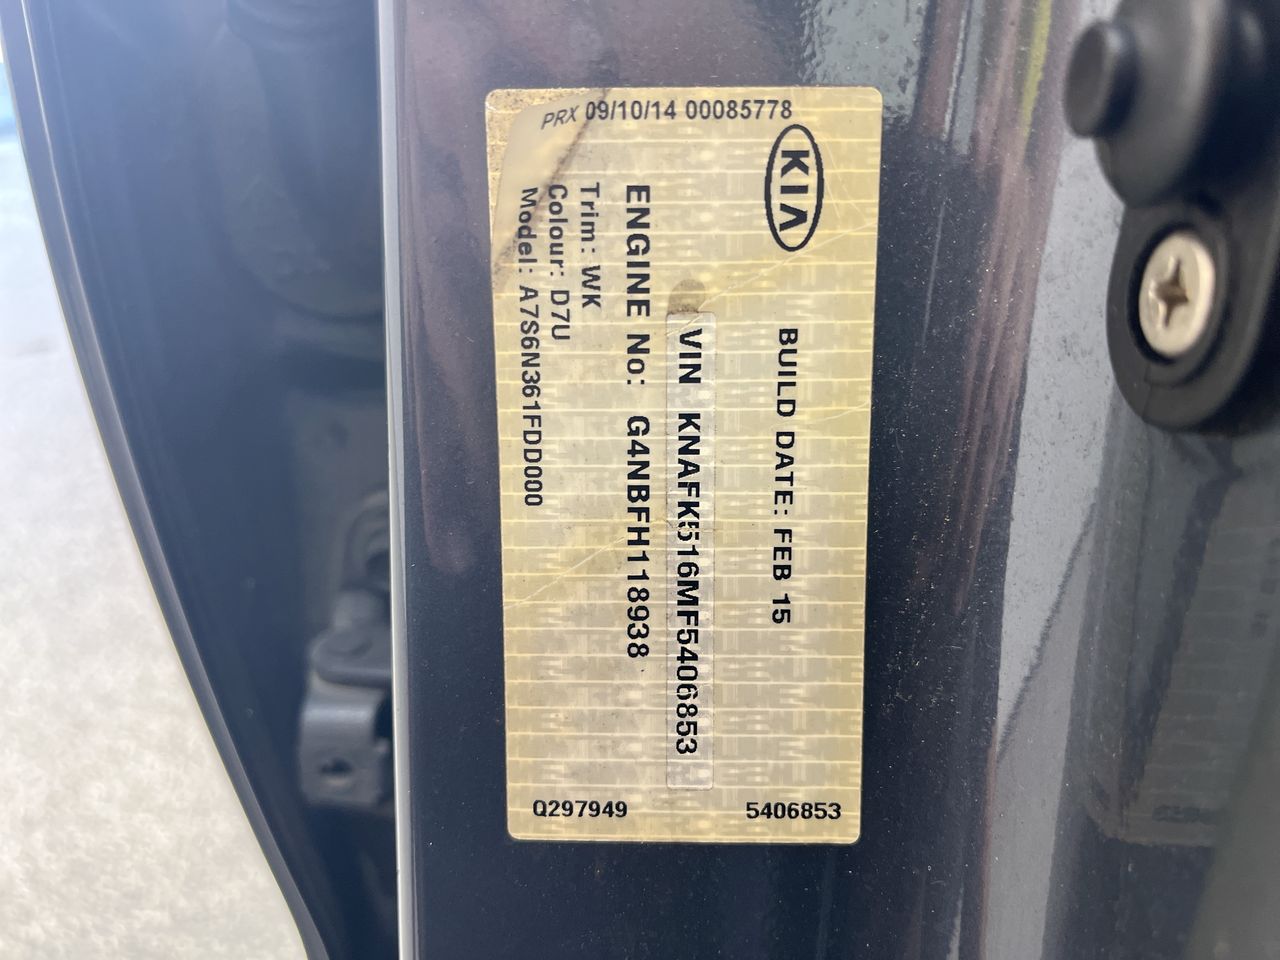 PRX 09/10/14 00085778
KIA
BUILD DATE: FEB 15
VIN KNAFK516MF5406853
ENGINE No: G4NBFH118938
Trim: WK
Colour: D7U
Model: A7S6N361FDD000
Q297949
5406853